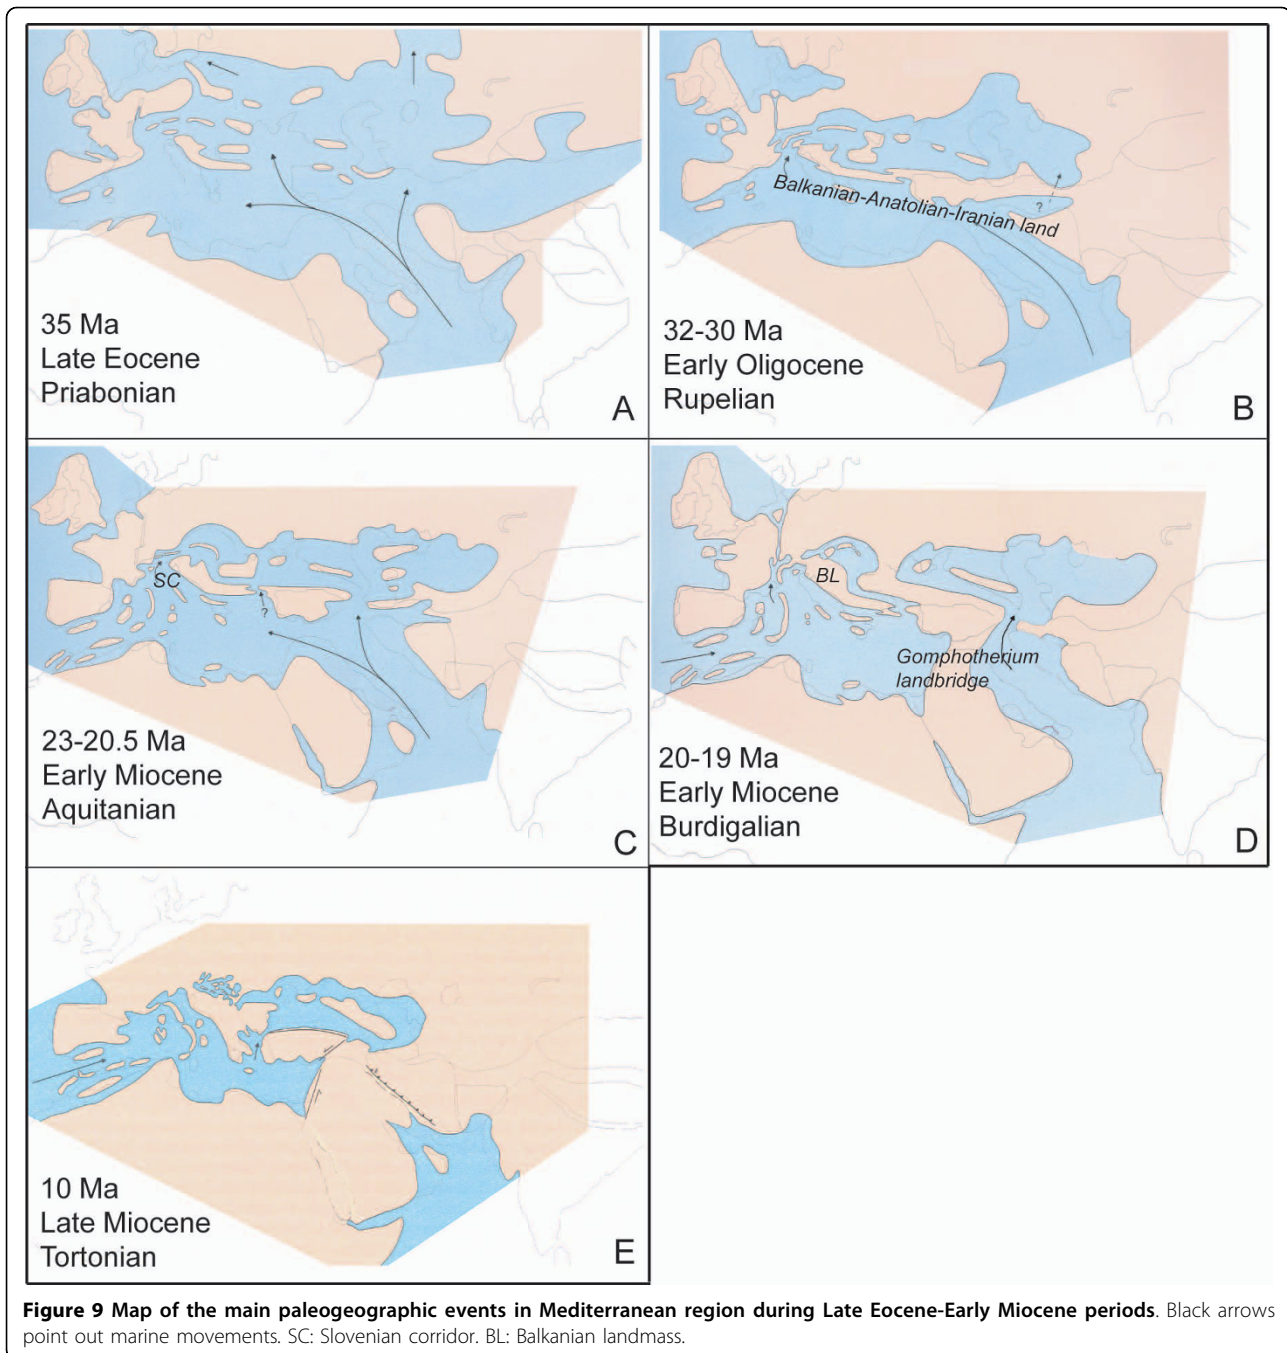 35 Ma
Late Eocene
Priabonian
A
Balkanian-Anatolian-Iranian land
?
32-30 Ma
Early Oligocene
Rupelian
B
SC
?
23-20.5 Ma
Early Miocene
Aquitanian
C
BL
Gomphotherium
landbridge
20-19 Ma
Early Miocene
Burdigalian
D
10 Ma
Late Miocene
Tortonian
E
Figure 9 Map of the main paleogeographic events in Mediterranean region during Late Eocene-Early Miocene periods. Black arrows
point out marine movements. SC: Slovenian corridor. BL: Balkanian landmass.